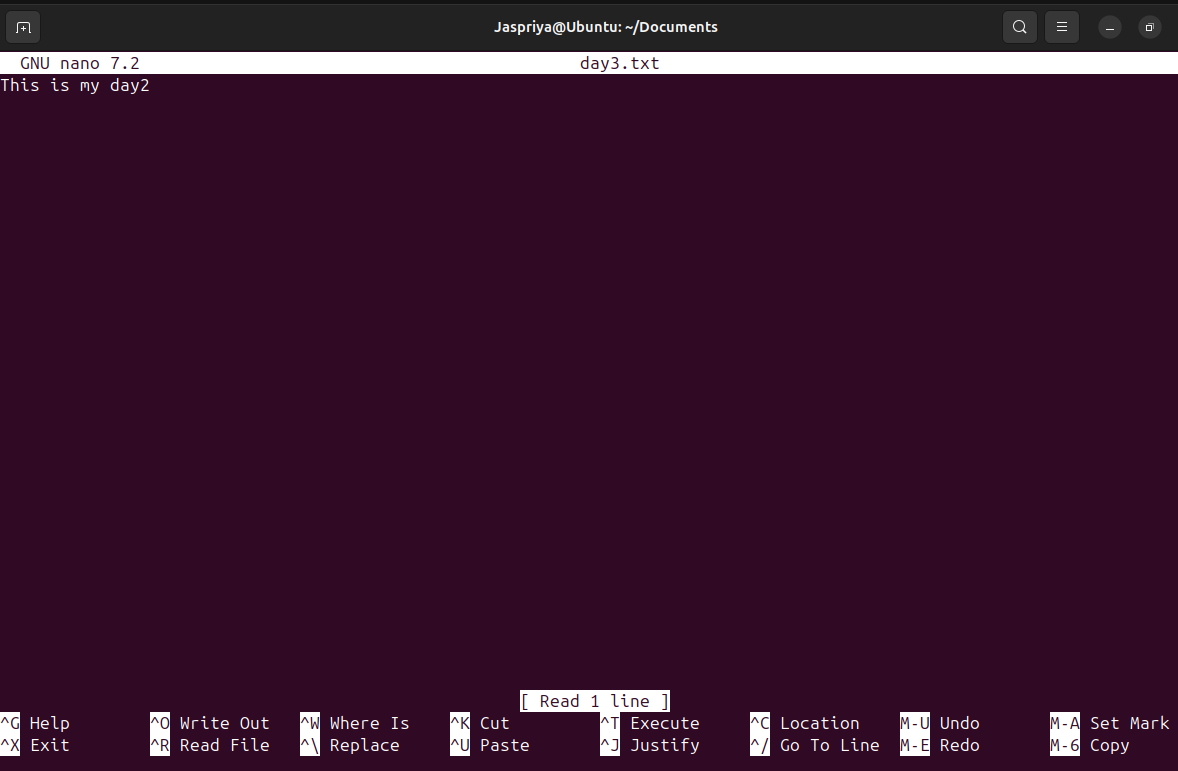 Jaspriya@Ubuntu: ~/Documents
GNU nano 7.2 day3.txt
This is my day2
[ Read 1 line ]
^G Help ^O Write Out ^W Where Is ^K Cut ^T Execute ^C Location M-U Undo M-A Set Mark
^X Exit ^R Read File ^\ Replace ^U Paste ^J Justify ^/ Go To Line M-E Redo M-6 Copy